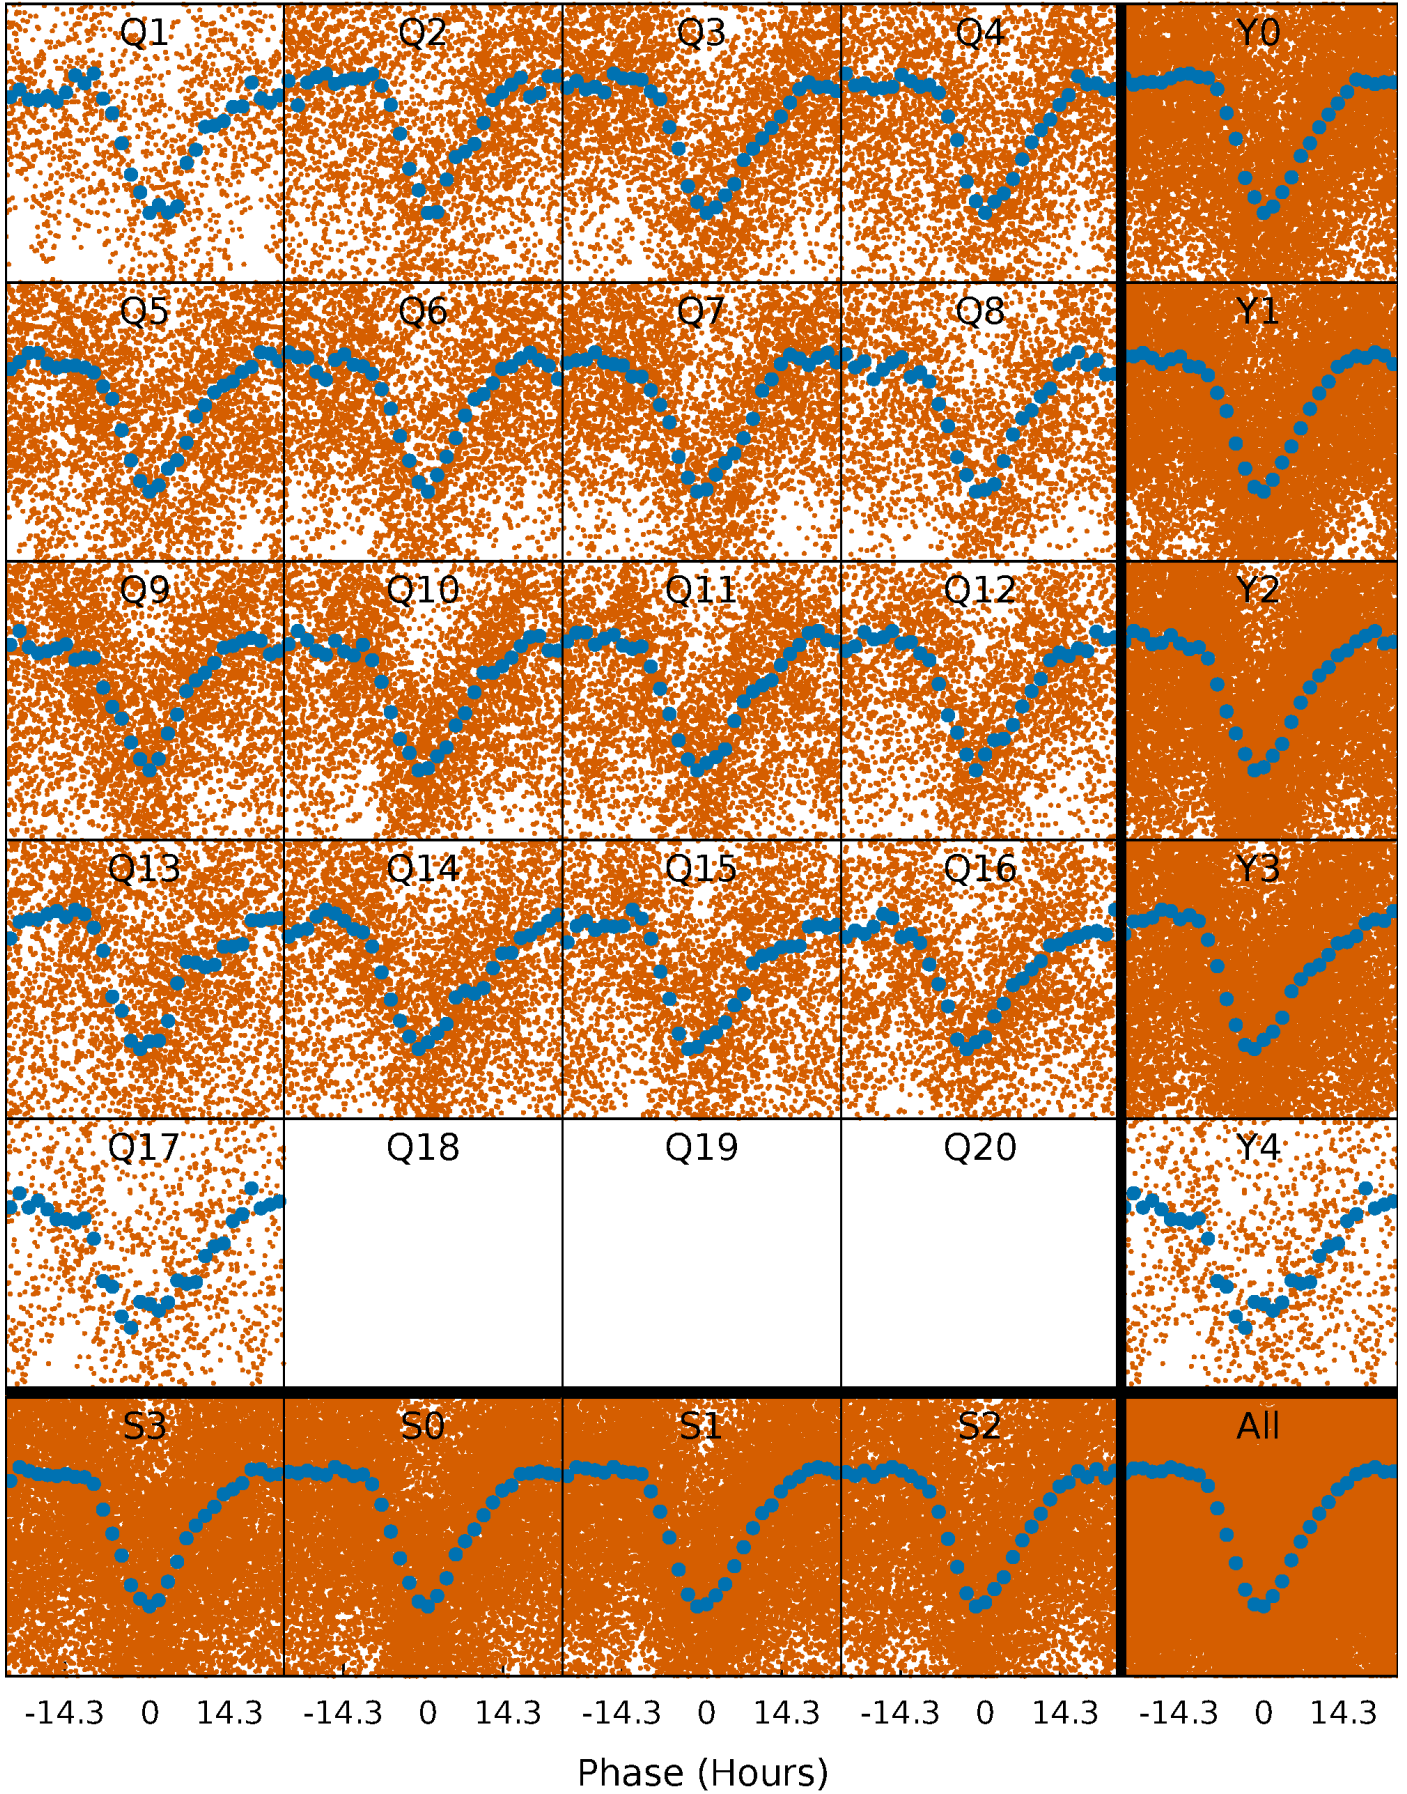 Q1 Q2 Q3 Q4 Y0
Q5 Q6 Q7 Q8 Y1
Q9 Q10 Q11 Q12 Y2
Q13 Q14 Q15 Q16 Y3
Q17 Q18 Q19 Q20 Y4
S3 S0 S1 S2 All
-14.3 0 14.3 -14.3 0 14.3 -14.3 0 14.3 -14.3 0 14.3 -14.3 0 14.3
Phase (Hours)